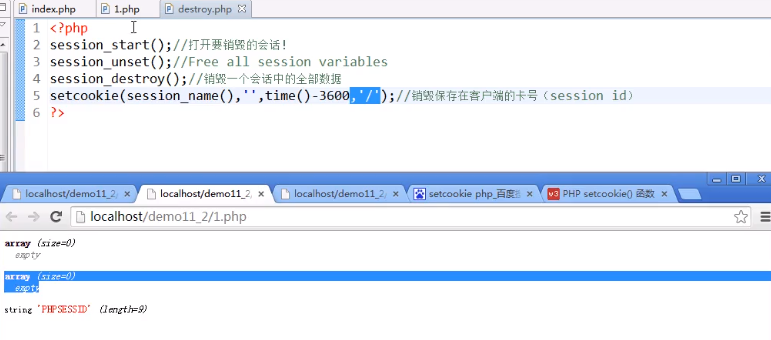 index.php
1.php
destroy.php
1 <?php
2 session_start();//打开要销毁的会话!
3 session_unset();//Free all session variables
4 session_destroy();//销毁一个会话中的全部数据
5 setcookie(session_name(),'',time()-3600,'/');//销毁保存在客户端的卡号（session id）
6 ?>
localhost/demo11_2/
localhost/demo11_2/
localhost/demo11_2/
setcookie php_百度
PHP setcookie() 函数
localhost/demo11_2/1.php
array (size=0)
empty
array (size=0)
empty
string 'PHPSESSID' (length=9)